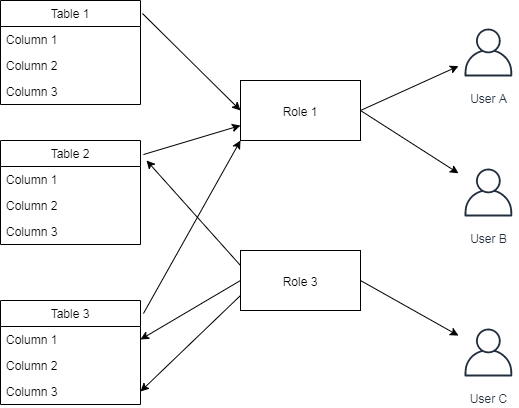 Table 1
Column 1
Column 2
Column 3
Role 1
User A
Table 2
Column 1
Column 2
Column 3
User B
Role 3
Table 3
Column 1
Column 2
Column 3
User C